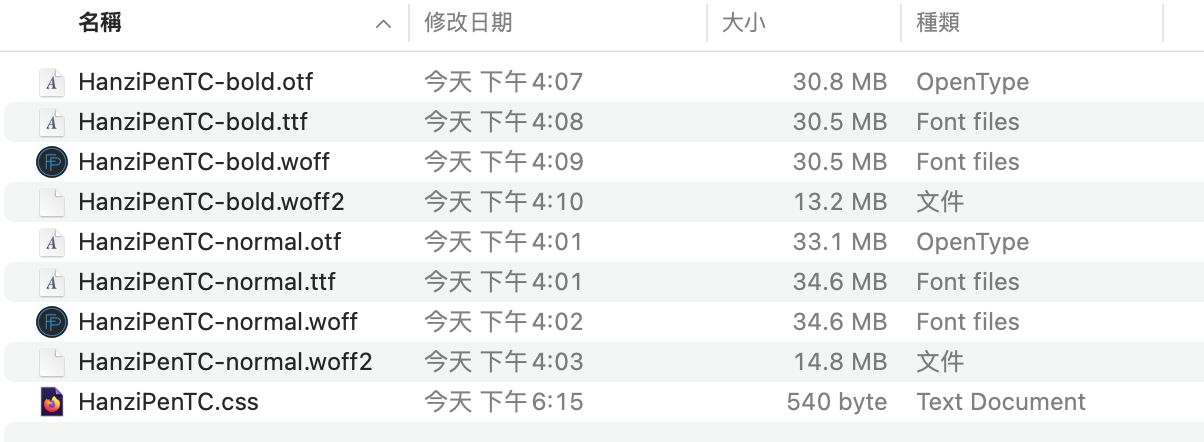 名稱 修改日期 大小 種類
HanziPenTC-bold.otf 今天 下午4:07 30.8 MB OpenType
HanziPenTC-bold.ttf 今天 下午4:08 30.5 MB Font files
HanziPenTC-bold.woff 今天 下午4:09 30.5 MB Font files
HanziPenTC-bold.woff2 今天 下午4:10 13.2 MB 文件
HanziPenTC-normal.otf 今天 下午4:01 33.1 MB OpenType
HanziPenTC-normal.ttf 今天 下午4:01 34.6 MB Font files
HanziPenTC-normal.woff 今天 下午4:02 34.6 MB Font files
HanziPenTC-normal.woff2 今天 下午4:03 14.8 MB 文件
HanziPenTC.css 今天 下午6:15 540 byte Text Document